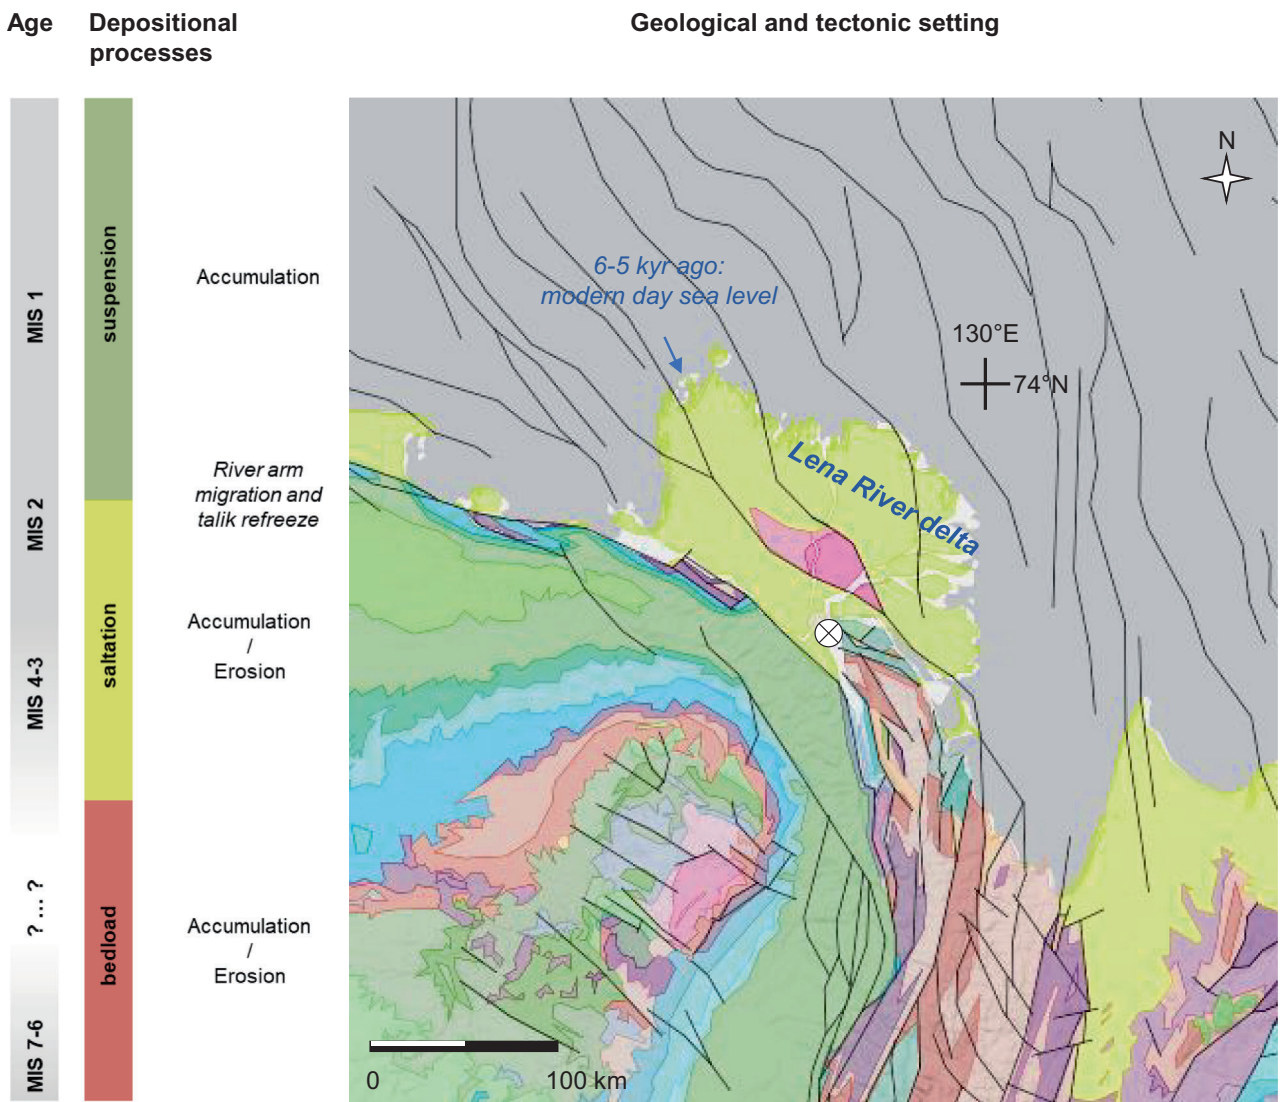 Age
Depositional
processes
Geological and tectonic setting
MIS 1
MIS 2
MIS 4-3
? ... ?
MIS 7-6
suspension
saltation
bedload
Accumulation
River arm
migration and
talik refreeze
Accumulation
/
Erosion
Accumulation
/
Erosion
N
6-5 kyr ago:
modern day sea level
130°E
74°N
Lena River delta
0
100 km